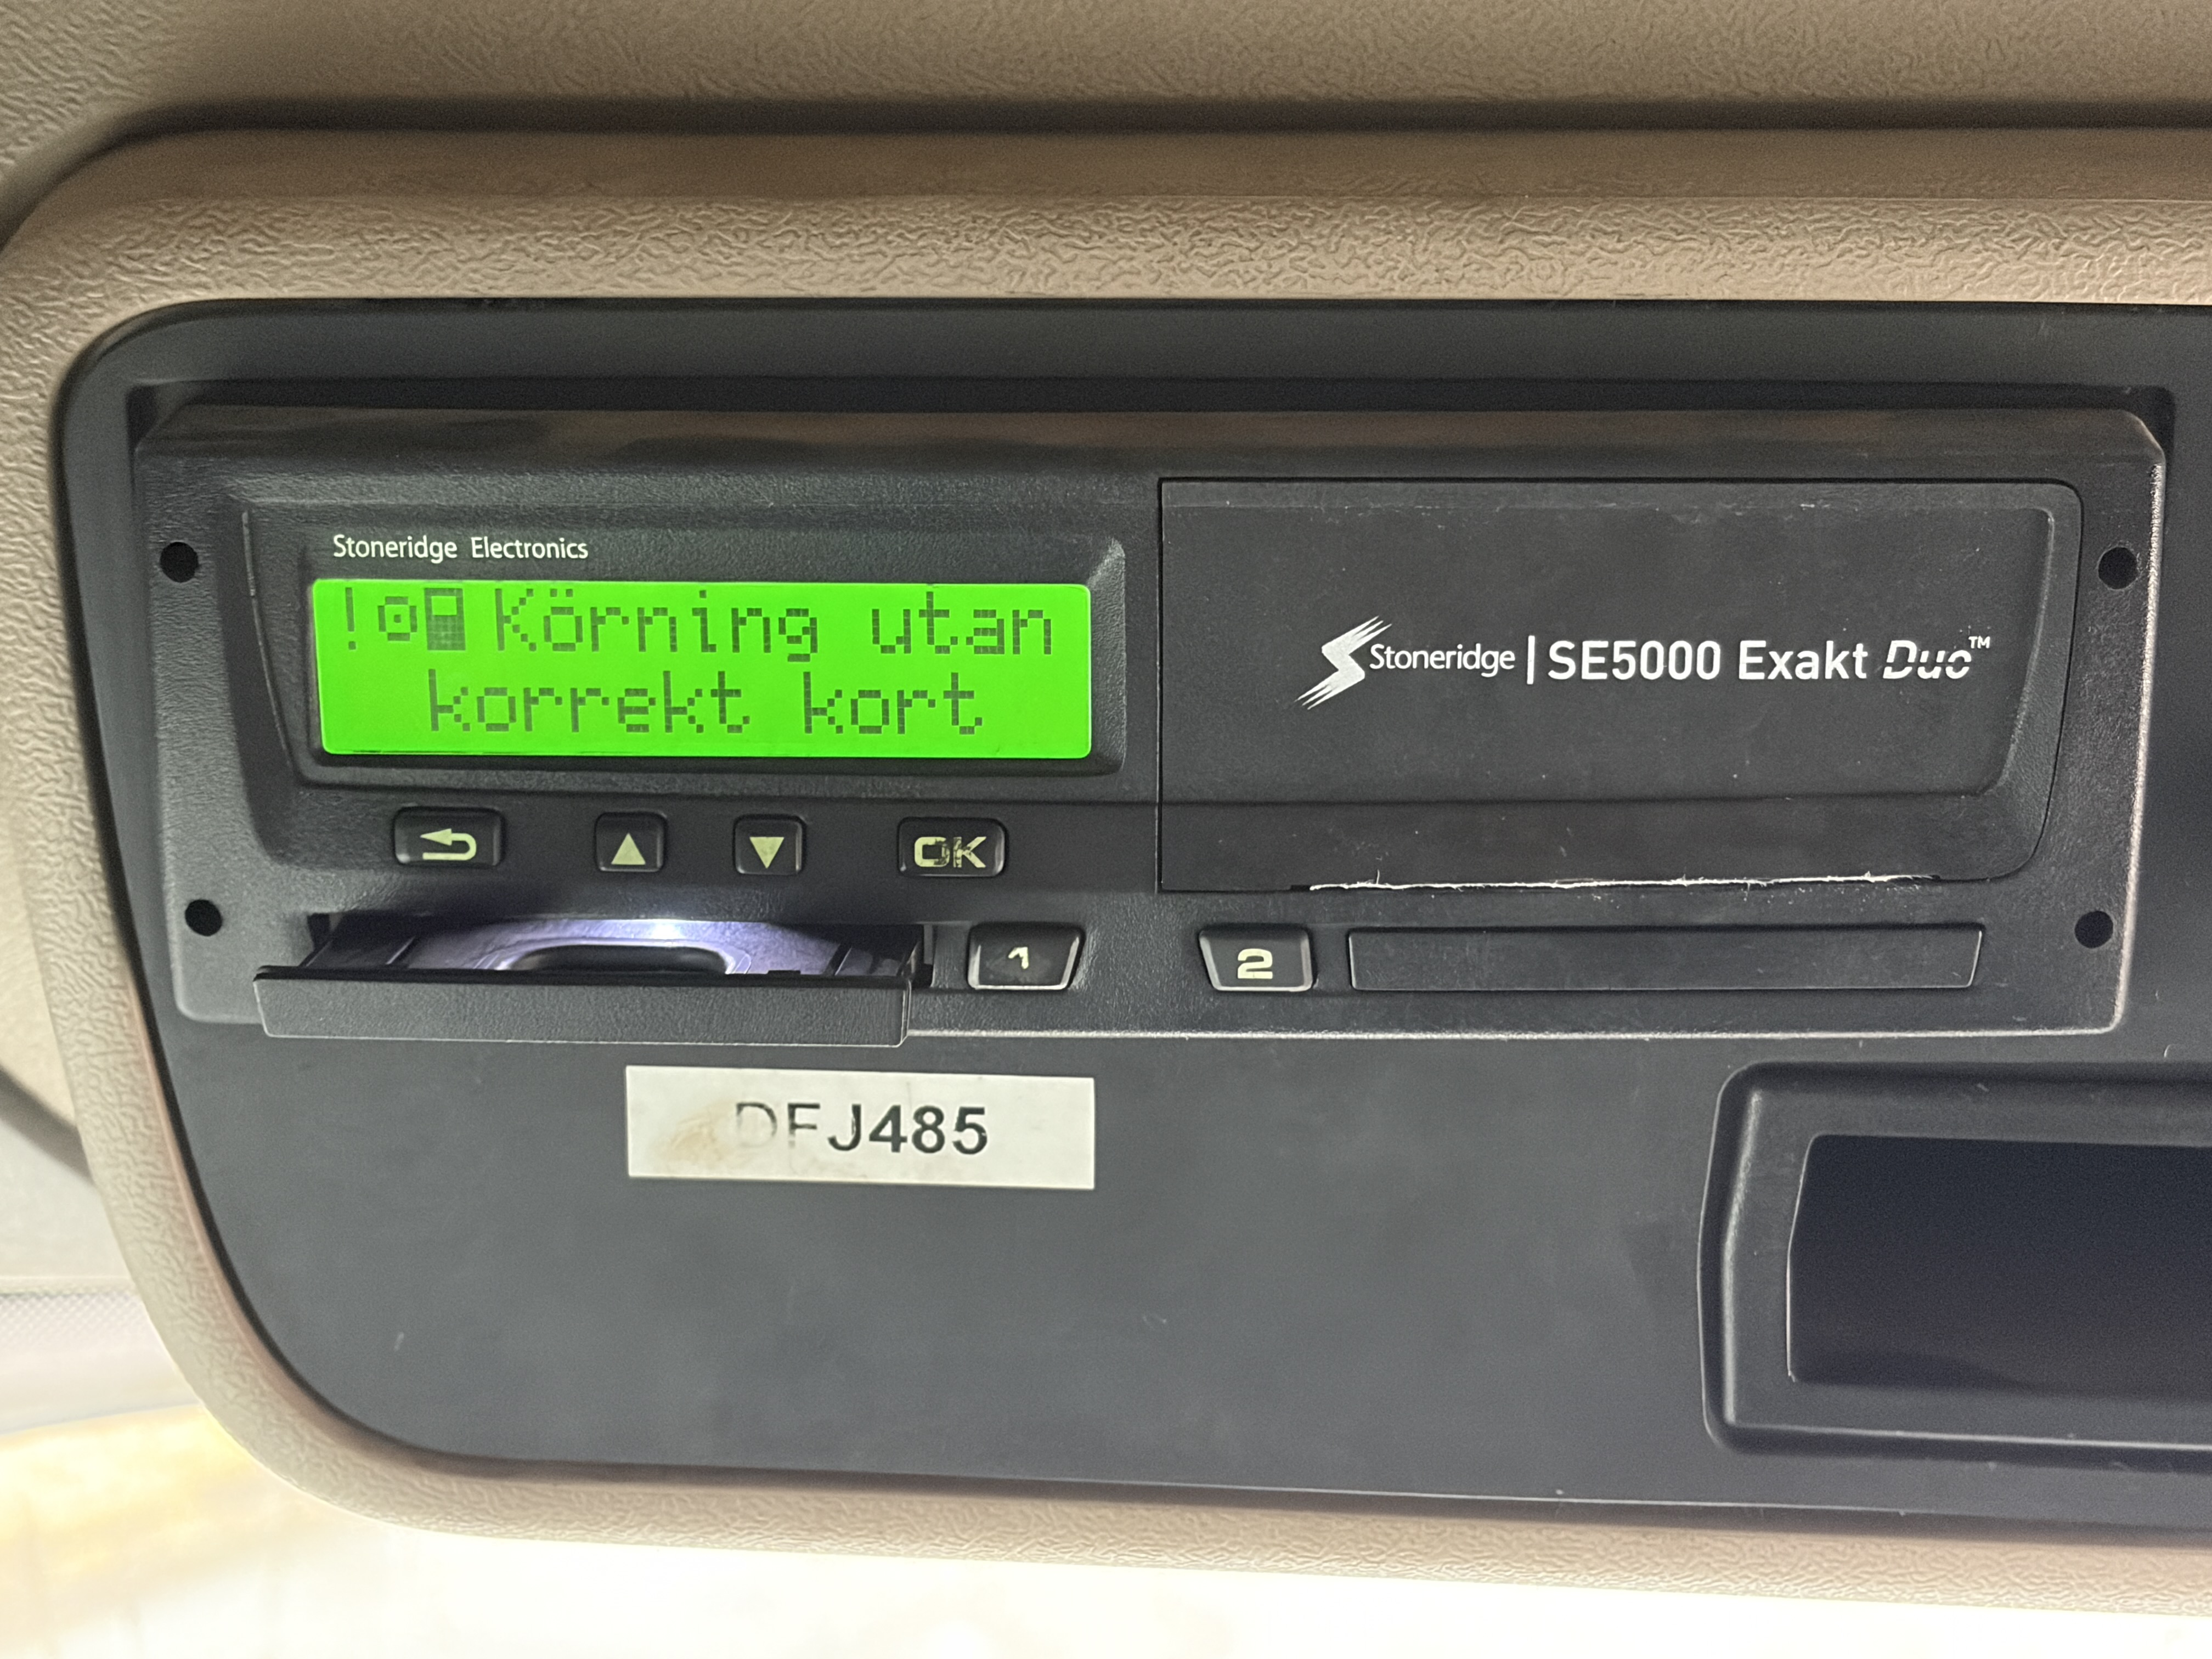 Stoneridge Electronics
! Körning utan
korrekt kort
Stoneridge | SE5000 Exakt Duo™
OK
1
2
DFJ485